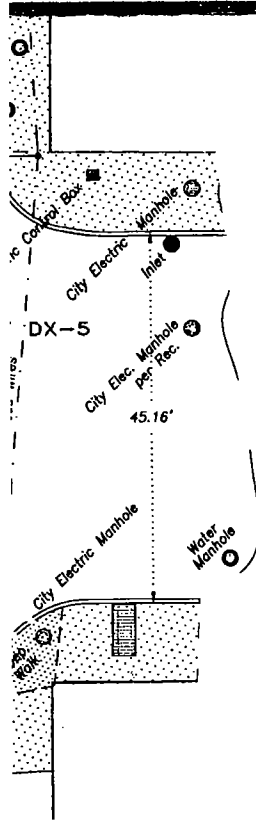 Control Box
City Electric Manhole
Inlet
DX-5
City Elec. Manhole
per Rec.
45.16'
City Electric Manhole
Water
Manhole
Walk